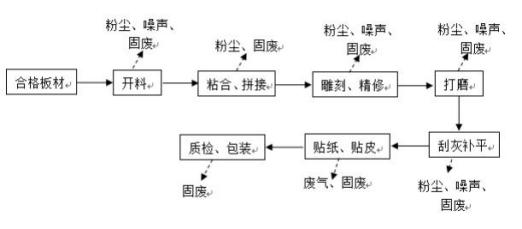 粉尘、噪声、
固废
粉尘、固废
粉尘、噪声、
固废
粉尘、噪声、
固废
合格板材
开料
粘合、拼接
雕刻、精修
打磨
质检、包装
贴纸、贴皮
刮灰补平
固废
废气、固废
粉尘、噪声、
固废